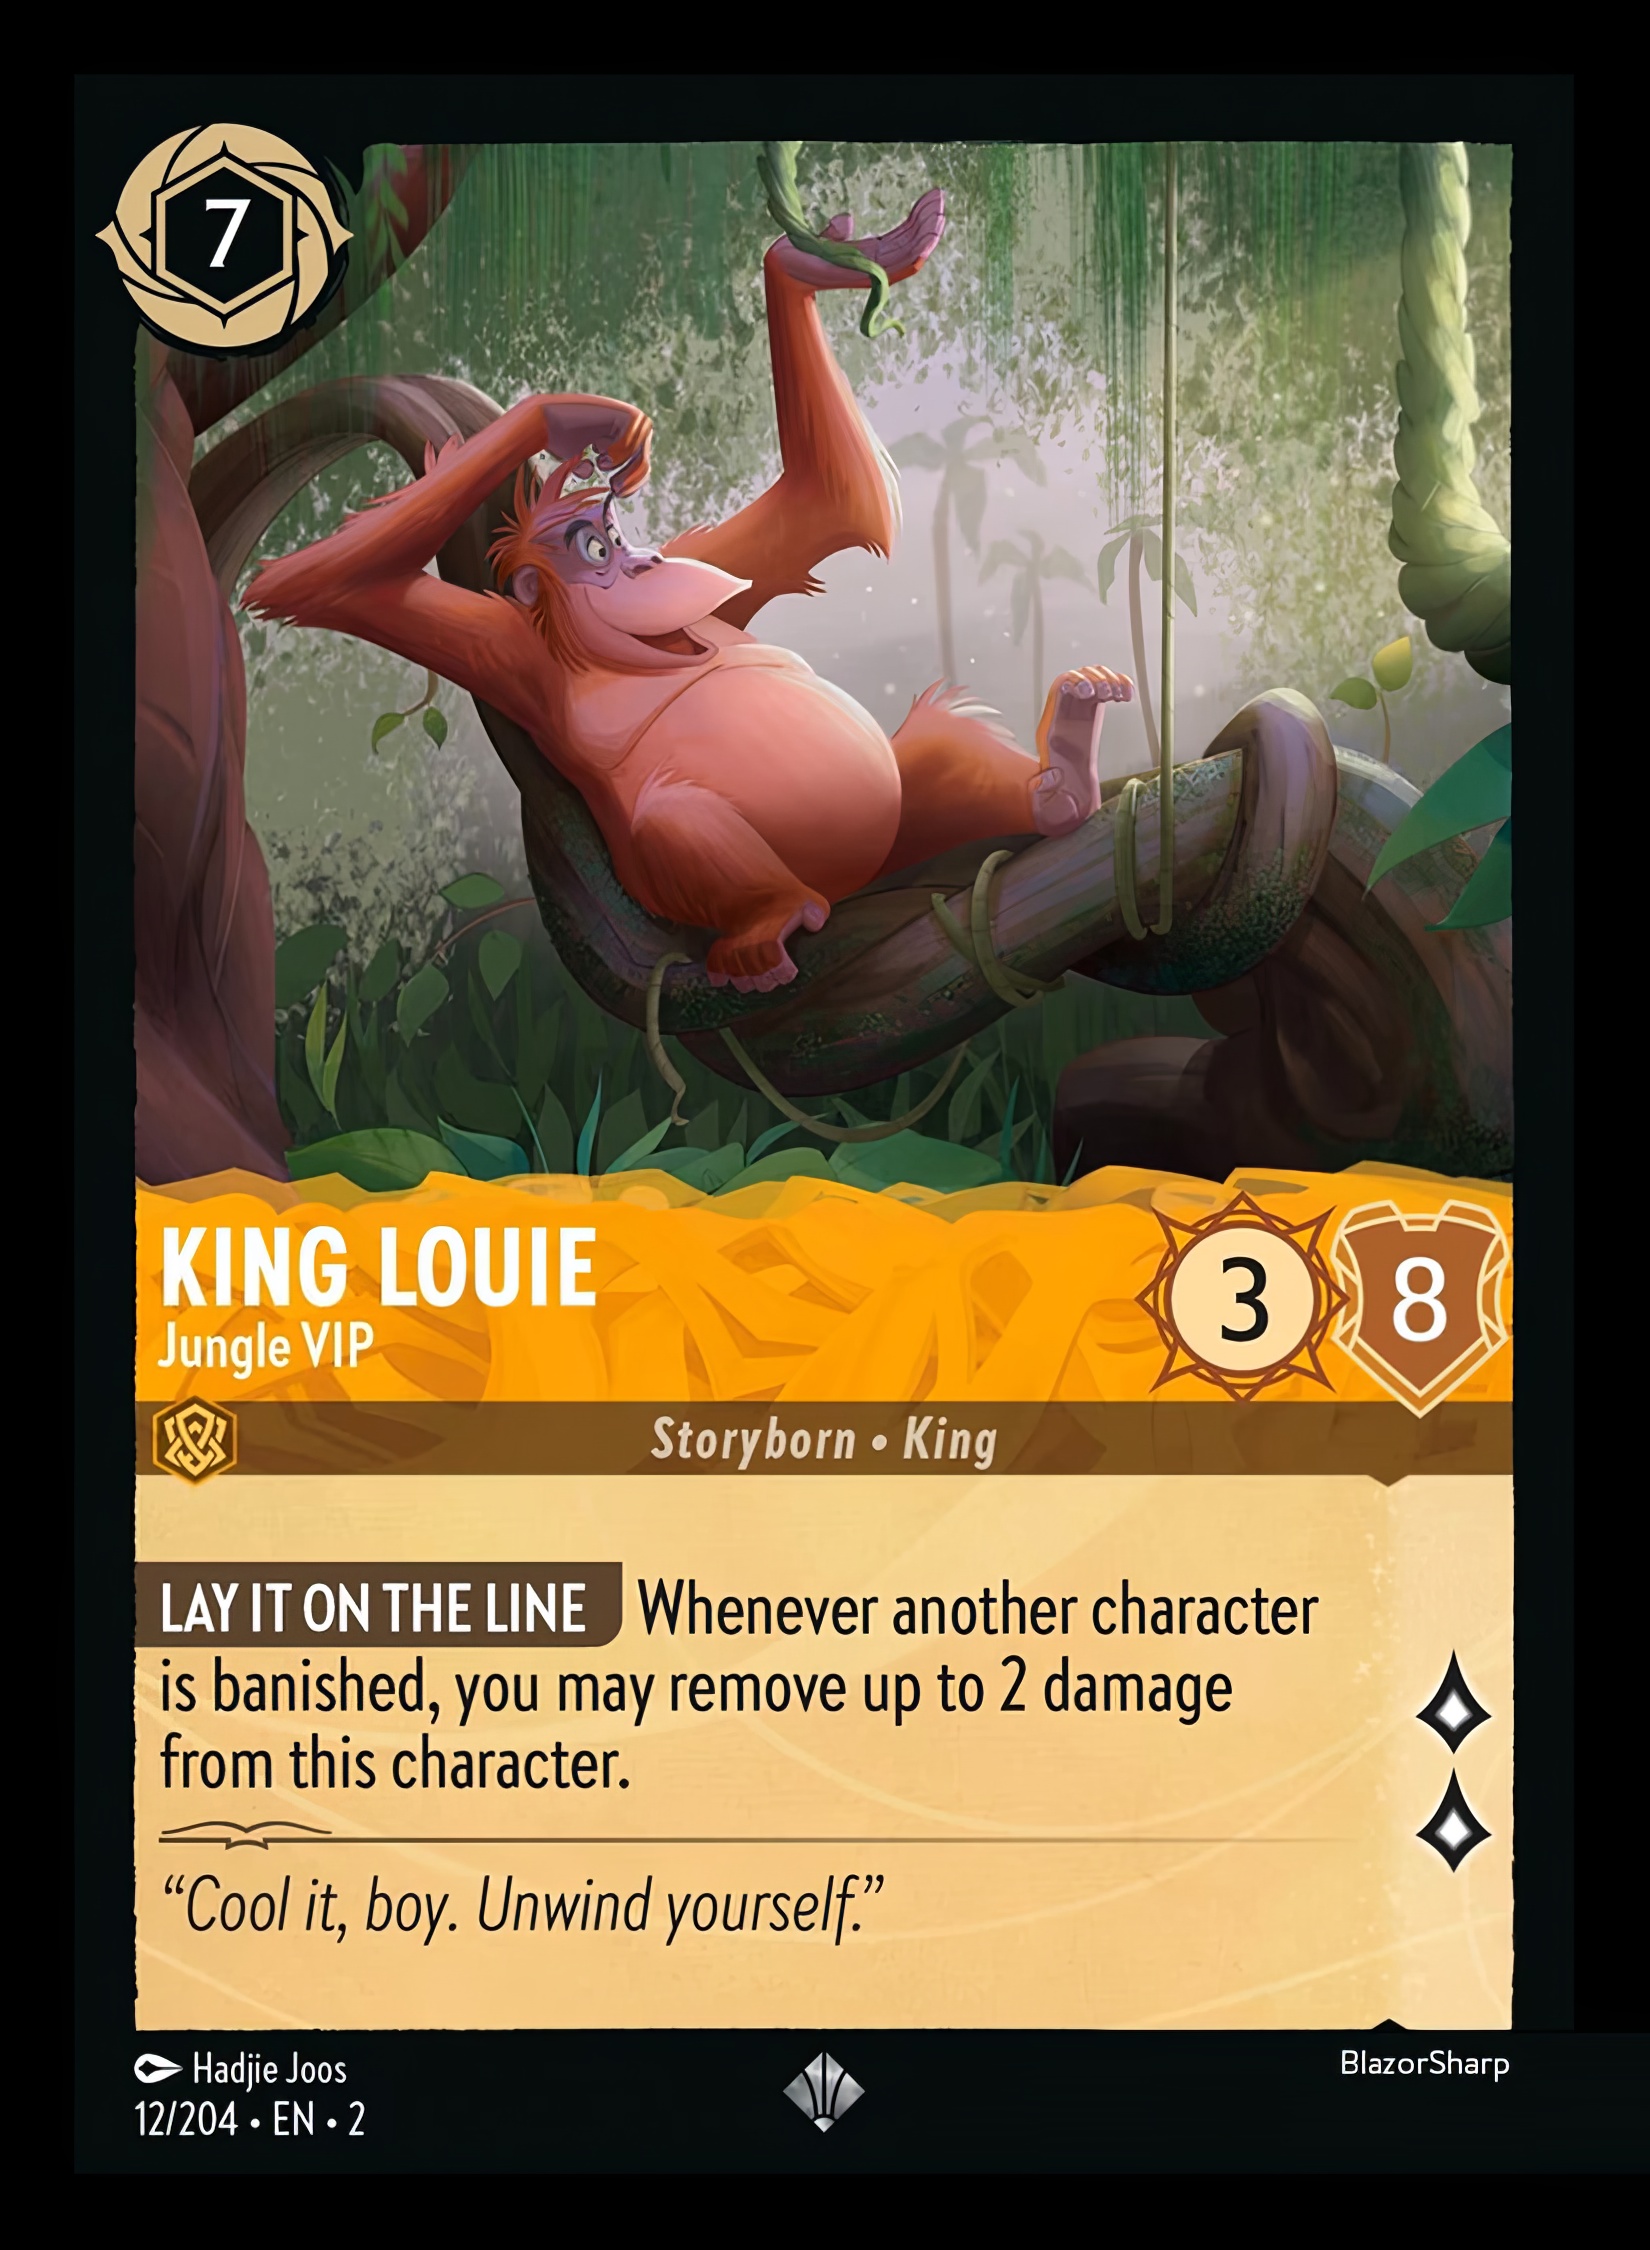 7
KING LOUIE
Jungle VIP
3
8
Storyborn • King
LAY IT ON THE LINE Whenever another character
is banished, you may remove up to 2 damage
from this character.
“Cool it, boy. Unwind yourself.”
Hadjie Joos
12/204 • EN • 2
BlazorSharp